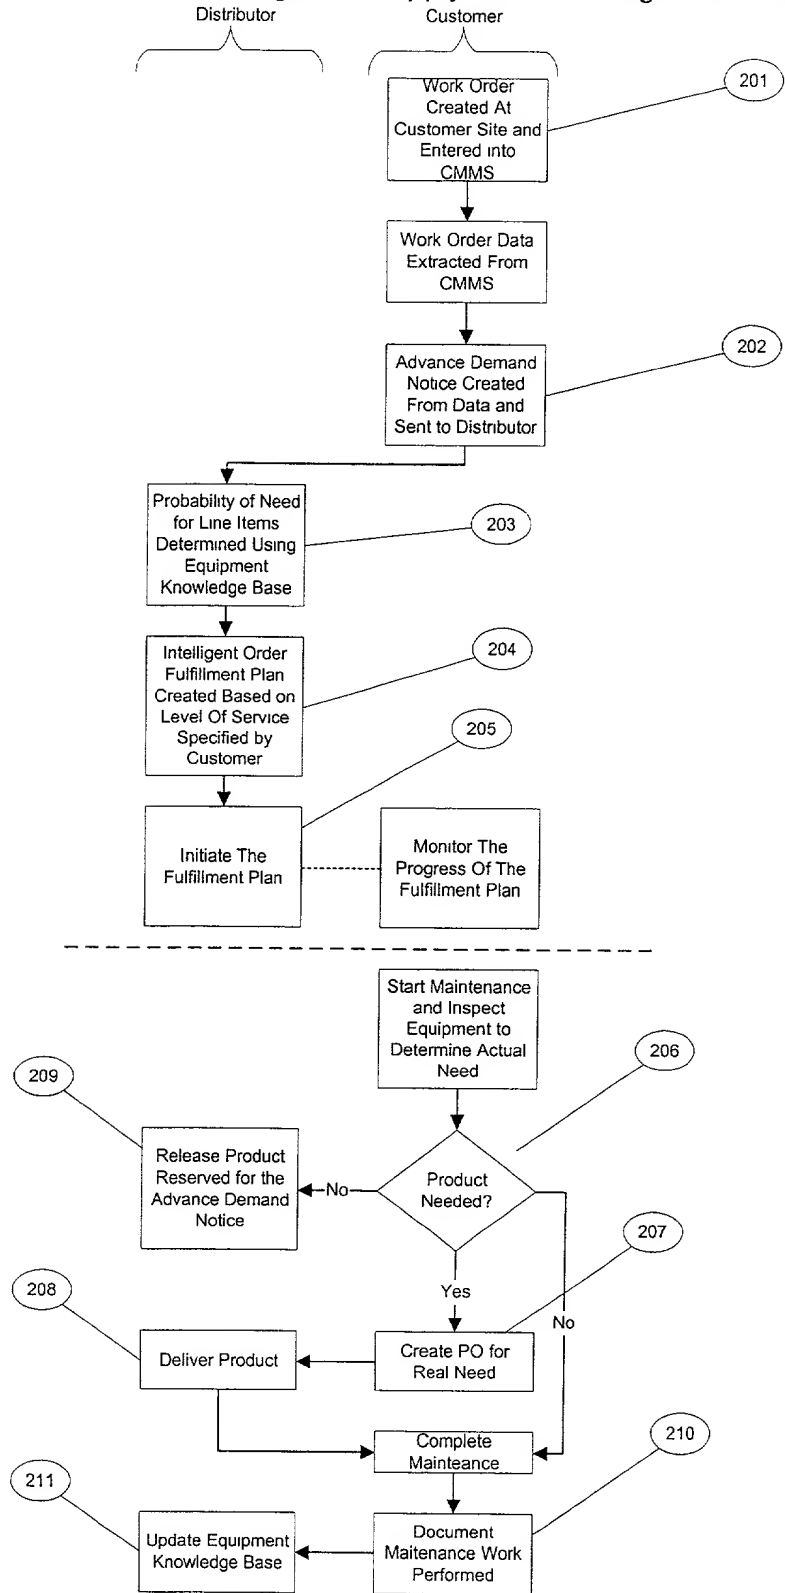 Distributor
Customer
Work Order
Created At
Customer Site and
Entered into
CMMS
201
Work Order Data
Extracted From
CMMS
Advance Demand
Notice Created
From Data and
Sent to Distributor
202
Probability of Need
for Line Items
Determined Using
Equipment
Knowledge Base
203
Intelligent Order
Fulfillment Plan
Created Based on
Level Of Service
Specified by
Customer
204
205
Initiate The
Fulfillment Plan
Monitor The
Progress Of The
Fulfillment Plan
Start Maintenance
and Inspect
Equipment to
Determine Actual
Need
206
209
Release Product
Reserved for the
Advance Demand
Notice
No
Product
Needed?
207
Yes
No
208
Deliver Product
Create PO for
Real Need
Complete
Mainteance
210
211
Update Equipment
Knowledge Base
Document
Maitenance Work
Performed